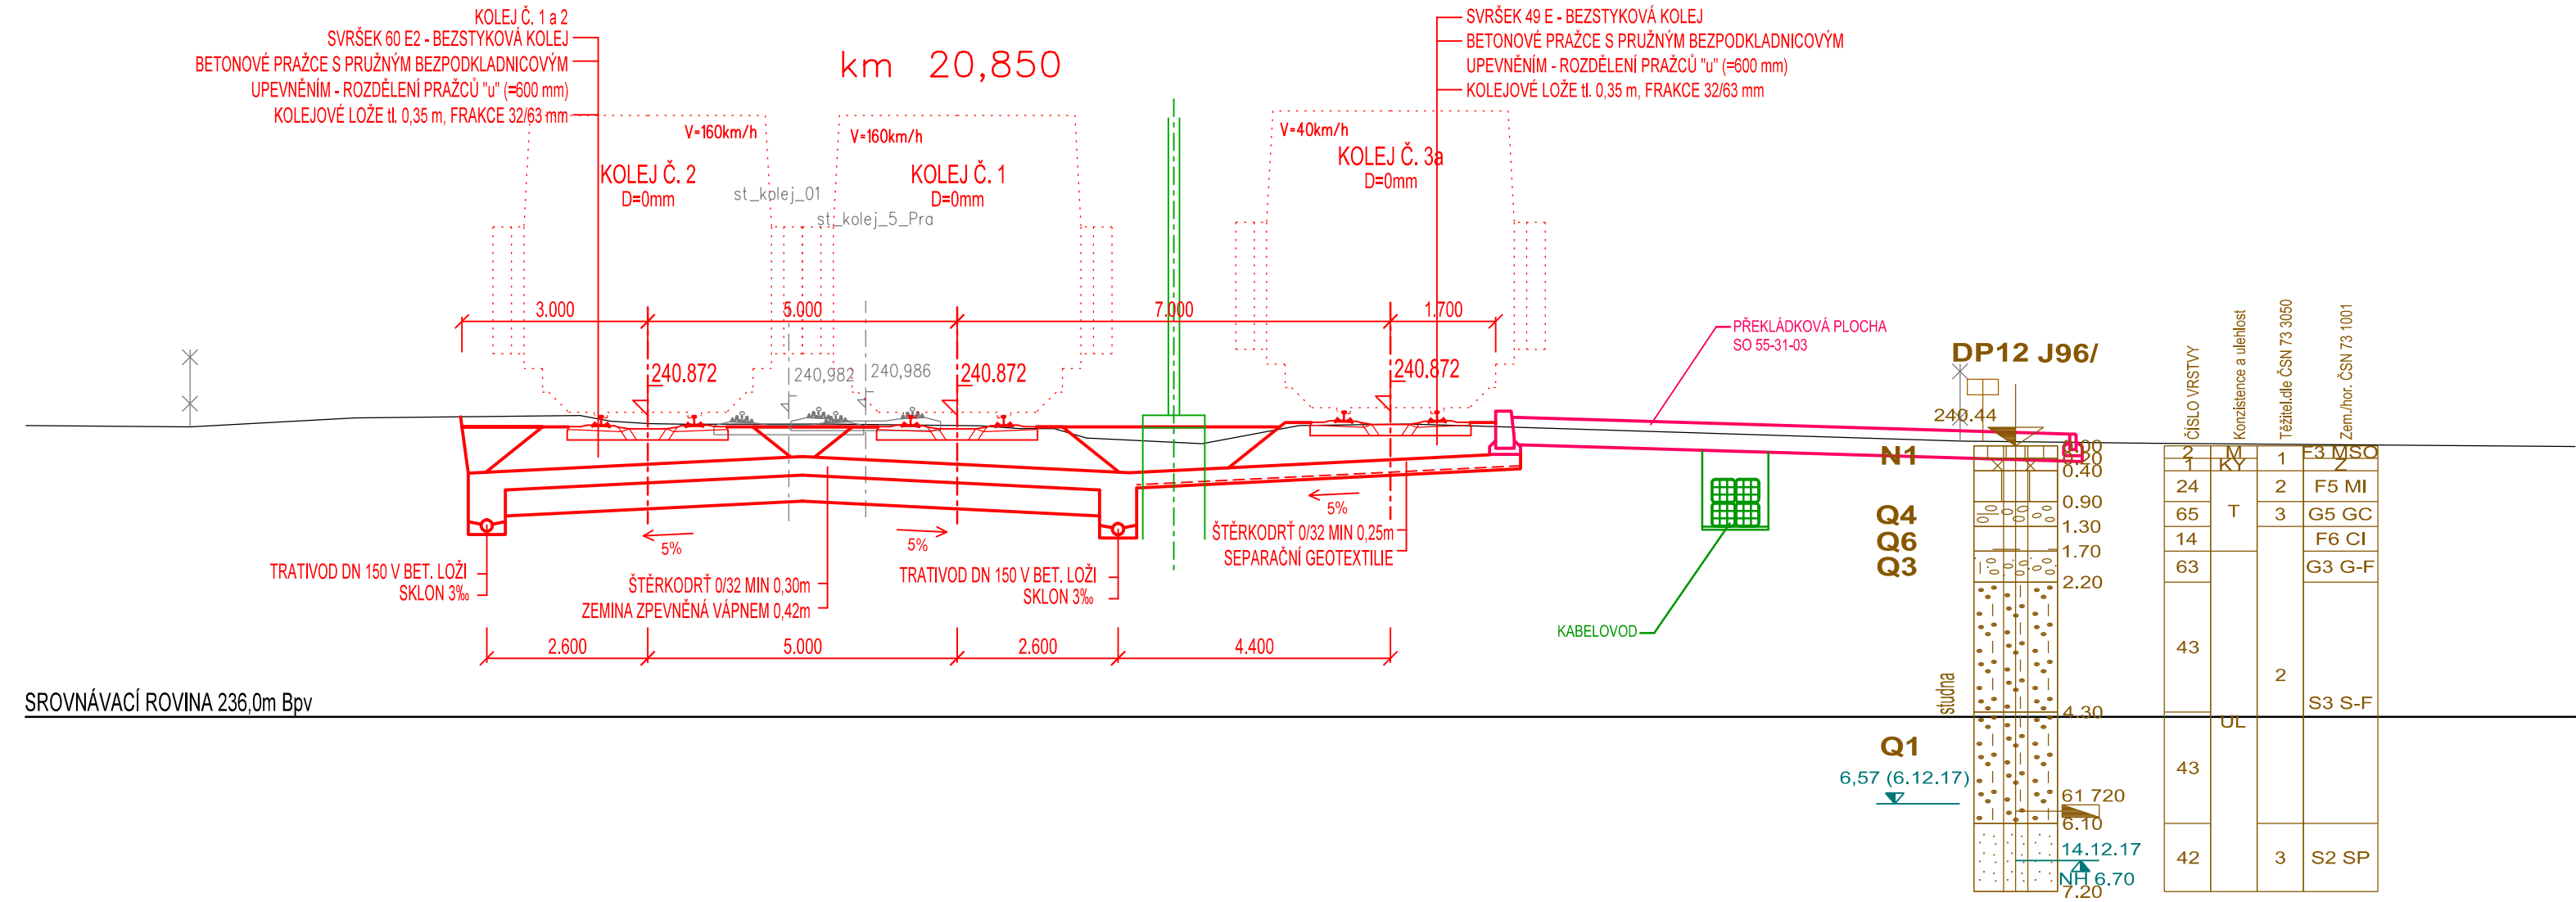 KOLEJ Č. 1 a 2
SVRŠEK 60 E2 - BEZSTYKOVÁ KOLEJ
BETONOVÉ PRAŽCE S PRUŽNÝM BEZPODKLADNICOVÝM
UPEVNĚNÍM - ROZDĚLENÍ PRAŽCŮ "u" (=600 mm)
KOLEJOVÉ LOŽE tl. 0,35 m, FRAKCE 32/63 mm
km 20,850
SVRŠEK 49 E - BEZSTYKOVÁ KOLEJ
BETONOVÉ PRAŽCE S PRUŽNÝM BEZPODKLADNICOVÝM
UPEVNĚNÍM - ROZDĚLENÍ PRAŽCŮ "u" (=600 mm)
KOLEJOVÉ LOŽE tl. 0,35 m, FRAKCE 32/63 mm
V=160km/h
V=160km/h
V=40km/h
KOLEJ Č. 2
D=0mm
KOLEJ Č. 1
D=0mm
KOLEJ Č. 3a
D=0mm
st_kolej_01
st_kolej_5_Pra
3.000
5.000
7.000
1.700
240.872
240,982
240,986
240.872
240.872
PŘEKLÁDKOVÁ PLOCHA
SO 55-31-03
5%
5%
5%
TRATIVOD DN 150 V BET. LOŽI
SKLON 3‰
ŠTĚRKODRŤ 0/32 MIN 0,30m
ZEMINA ZPEVNĚNÁ VÁPNEM 0,42m
TRATIVOD DN 150 V BET. LOŽI
SKLON 3‰
ŠTĚRKODRŤ 0/32 MIN 0,25m
SEPARAČNÍ GEOTEXTILIE
KABELOVOD
2.600
5.000
2.600
4.400
SROVNÁVACÍ ROVINA 236,0m Bpv
DP12 J96/
240.44
N1
Q4
Q6
Q3
Q1
studna
0.00
0.20
0.40
0.90
1.30
1.70
2.20
4.30
6.10
7.20
61 720
6,57 (6.12.17)
14.12.17
NH 6.70
ČÍSLO VRSTVY
Konzistence a ulehlost
Těžitel.dle ČSN 73 3050
Zem./hor. ČSN 73 1001
2 M 1 F3 MSO
1 KY Z
24 2 F5 MI
65 T 3 G5 GC
14 F6 CI
63 G3 G-F
43
2
S3 S-F
UL
43
42 3 S2 SP